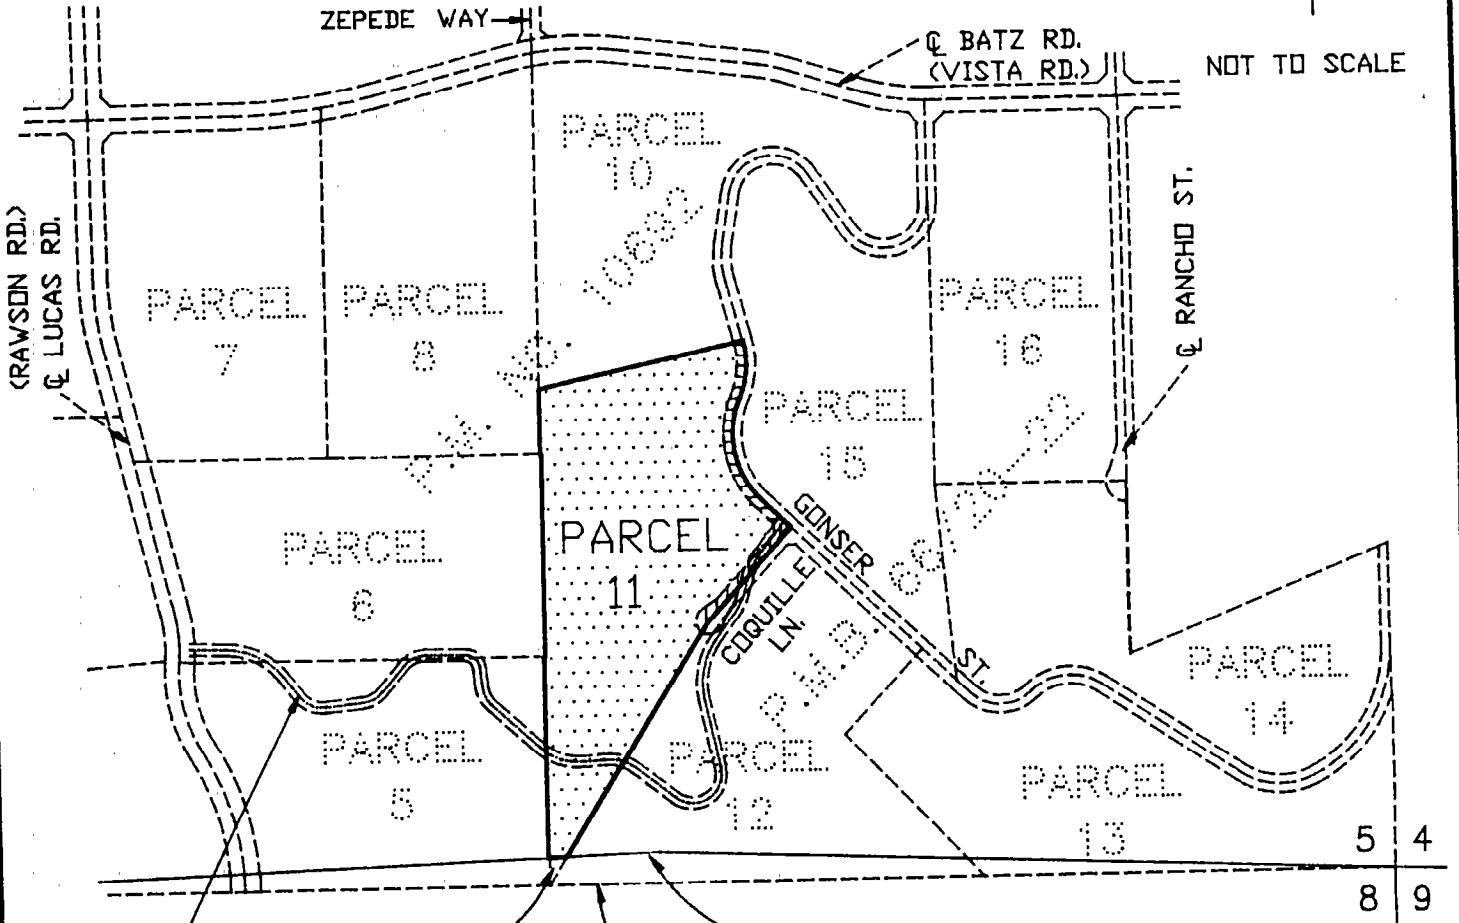 ZEPEDE WAY
℄ BATZ RD.
(VISTA RD.)
NOT TO SCALE
(RAWSON RD.)
℄ LUCAS RD.
℄ RANCHO ST.
PARCEL
10
PARCEL
7
PARCEL
8
PARCEL
16
P.M. NO. 10682
PARCEL
15
PARCEL
11
PARCEL
6
GONSER
ST.
COQUILLE
LN.
P.M.B. 66/20-22
PARCEL
14
PARCEL
5
PARCEL
12
PARCEL
13
5 4
8 9